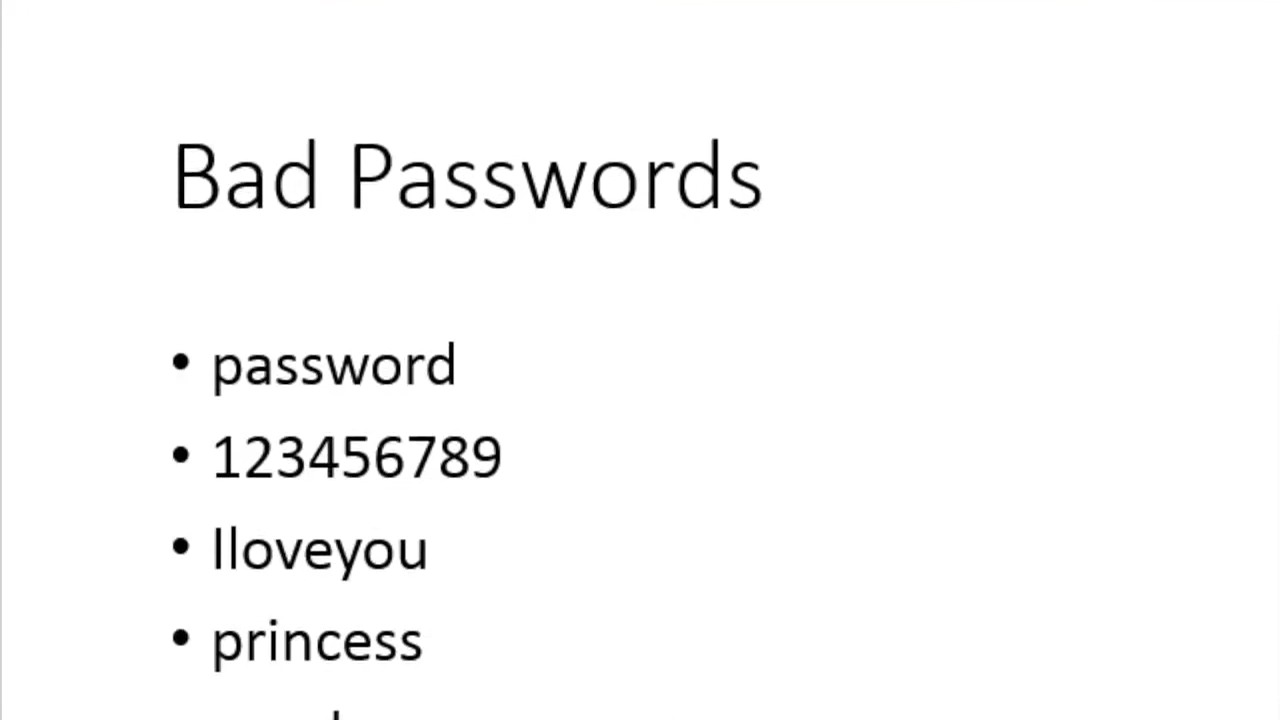 Bad Passwords
• password
• 123456789
• Iloveyou
• princess